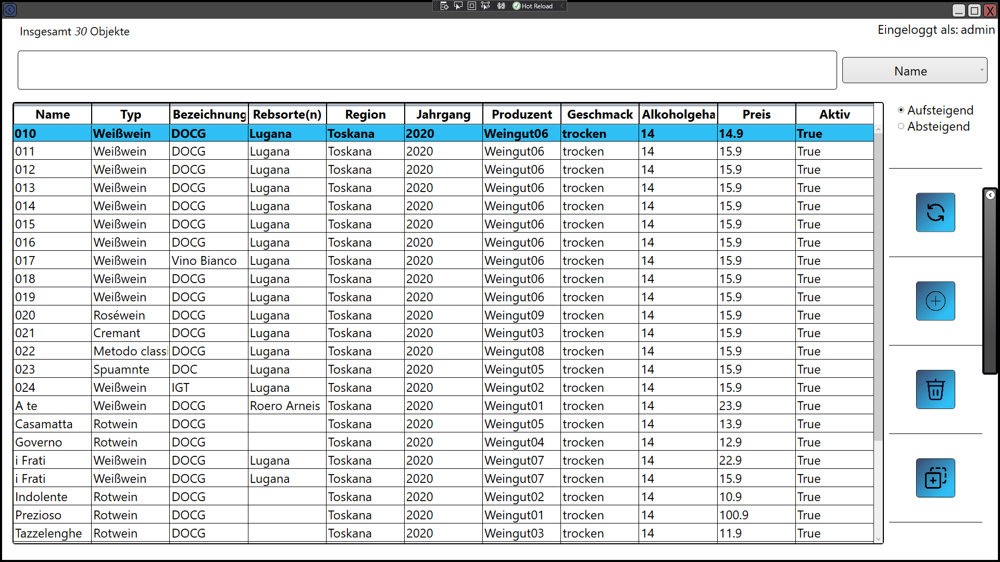 Hot Reload
X
Insgesamt 30 Objekte
Eingeloggt als: admin
Name
Name Typ Bezeichnung Rebsorte(n) Region Jahrgang Produzent Geschmack Alkoholgeha Preis Aktiv
Aufsteigend
Absteigend
010 Weißwein DOCG Lugana Toskana 2020 Weingut06 trocken 14 14.9 True
011 Weißwein DOCG Lugana Toskana 2020 Weingut06 trocken 14 15.9 True
012 Weißwein DOCG Lugana Toskana 2020 Weingut06 trocken 14 15.9 True
013 Weißwein DOCG Lugana Toskana 2020 Weingut06 trocken 14 15.9 True
014 Weißwein DOCG Lugana Toskana 2020 Weingut06 trocken 14 15.9 True
015 Weißwein DOCG Lugana Toskana 2020 Weingut06 trocken 14 15.9 True
016 Weißwein DOCG Lugana Toskana 2020 Weingut06 trocken 14 15.9 True
017 Weißwein Vino Bianco Lugana Toskana 2020 Weingut06 trocken 14 15.9 True
018 Weißwein DOCG Lugana Toskana 2020 Weingut06 trocken 14 15.9 True
019 Weißwein DOCG Lugana Toskana 2020 Weingut06 trocken 14 15.9 True
020 Roséwein DOCG Lugana Toskana 2020 Weingut09 trocken 14 15.9 True
021 Cremant DOCG Lugana Toskana 2020 Weingut03 trocken 14 15.9 True
022 Metodo classi DOCG Lugana Toskana 2020 Weingut08 trocken 14 15.9 True
023 Spuamnte DOC Lugana Toskana 2020 Weingut05 trocken 14 15.9 True
024 Weißwein IGT Lugana Toskana 2020 Weingut02 trocken 14 15.9 True
A te Weißwein DOCG Roero Arneis Toskana 2020 Weingut01 trocken 14 23.9 True
Casamatta Rotwein DOCG Toskana 2020 Weingut05 trocken 14 13.9 True
Governo Rotwein DOCG Toskana 2020 Weingut04 trocken 14 12.9 True
i Frati Weißwein DOCG Lugana Toskana 2020 Weingut07 trocken 14 22.9 True
i Frati Weißwein DOCG Lugana Toskana 2020 Weingut07 trocken 14 15.9 True
Indolente Rotwein DOCG Toskana 2020 Weingut02 trocken 14 10.9 True
Prezioso Rotwein DOCG Toskana 2020 Weingut01 trocken 14 100.9 True
Tazzelenghe Rotwein DOCG Toskana 2020 Weingut03 trocken 14 11.9 True